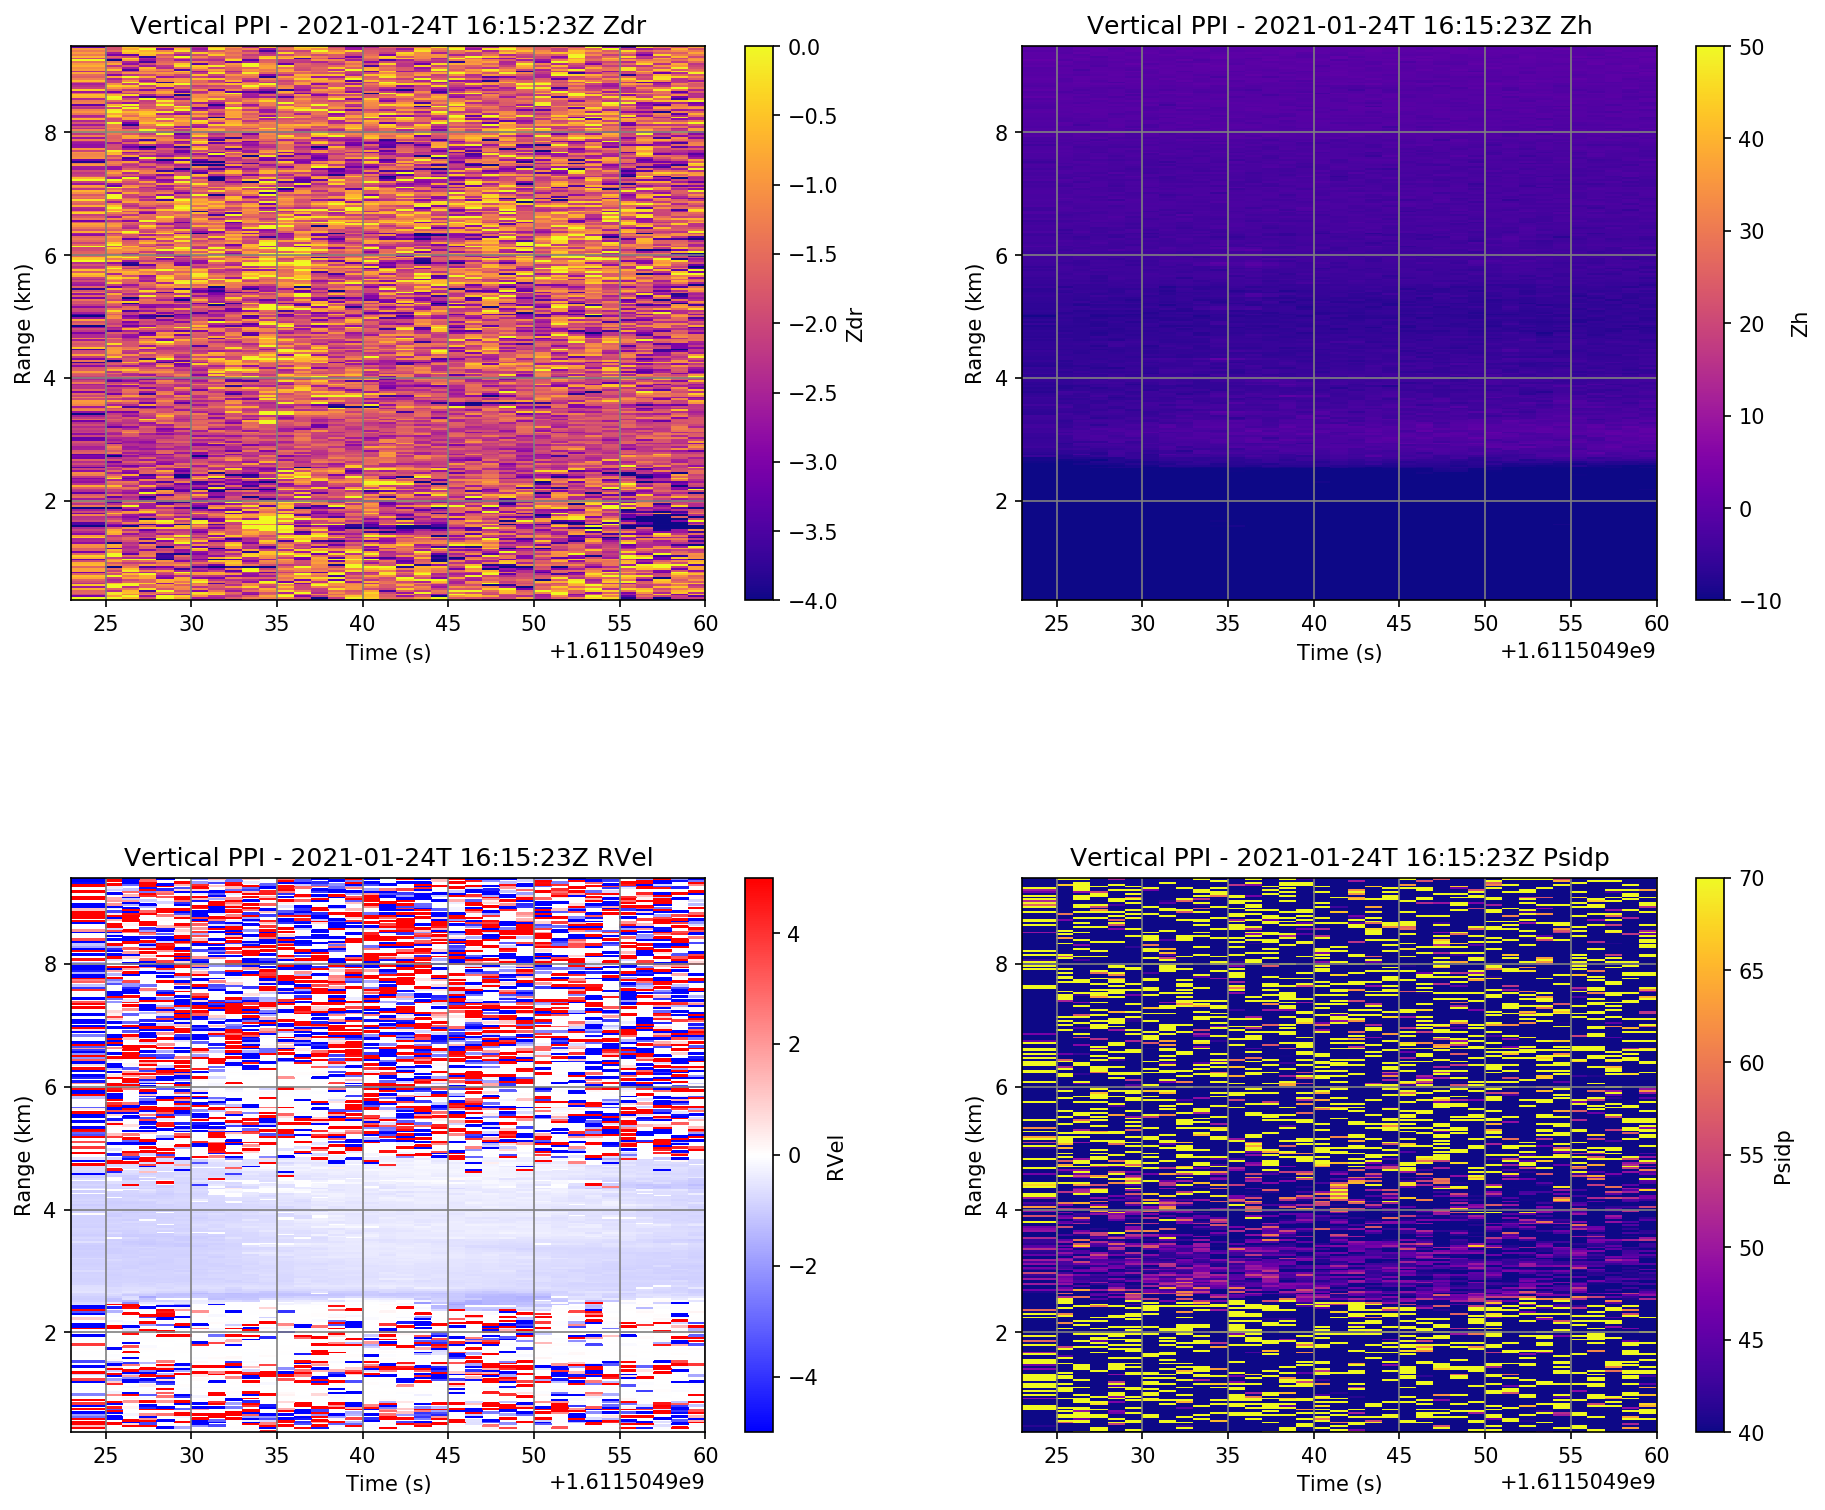 Vertical PPI - 2021-01-24T 16:15:23Z Zdr
Range (km)
8
6
4
2
25 30 35 40 45 50 55 60
Time (s)
+1.6115049e9
0.0
−0.5
−1.0
−1.5
−2.0
−2.5
−3.0
−3.5
−4.0
Zdr
Vertical PPI - 2021-01-24T 16:15:23Z Zh
Range (km)
8
6
4
2
25 30 35 40 45 50 55 60
Time (s)
+1.6115049e9
50
40
30
20
10
0
−10
Zh
Vertical PPI - 2021-01-24T 16:15:23Z RVel
Range (km)
8
6
4
2
25 30 35 40 45 50 55 60
Time (s)
+1.6115049e9
4
2
0
−2
−4
RVel
Vertical PPI - 2021-01-24T 16:15:23Z Psidp
Range (km)
8
6
4
2
25 30 35 40 45 50 55 60
Time (s)
+1.6115049e9
70
65
60
55
50
45
40
Psidp